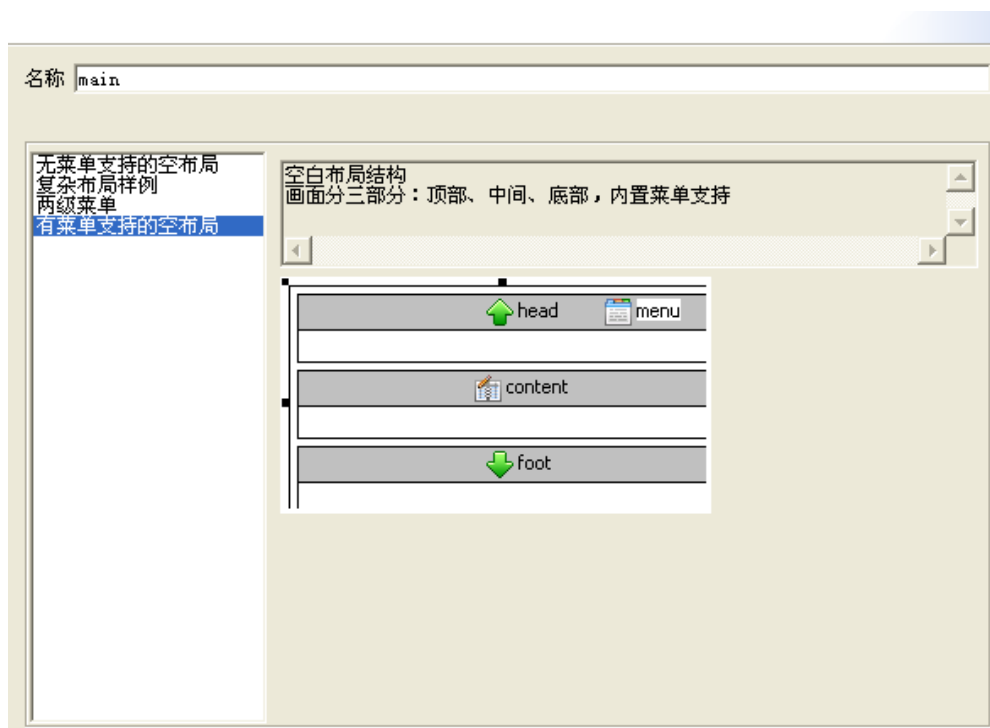 名称 main
无菜单支持的空布局
复杂布局样例
两级菜单
有菜单支持的空布局
空白布局结构
画面分三部分：顶部、中间、底部，内置菜单支持
head menu
content
foot